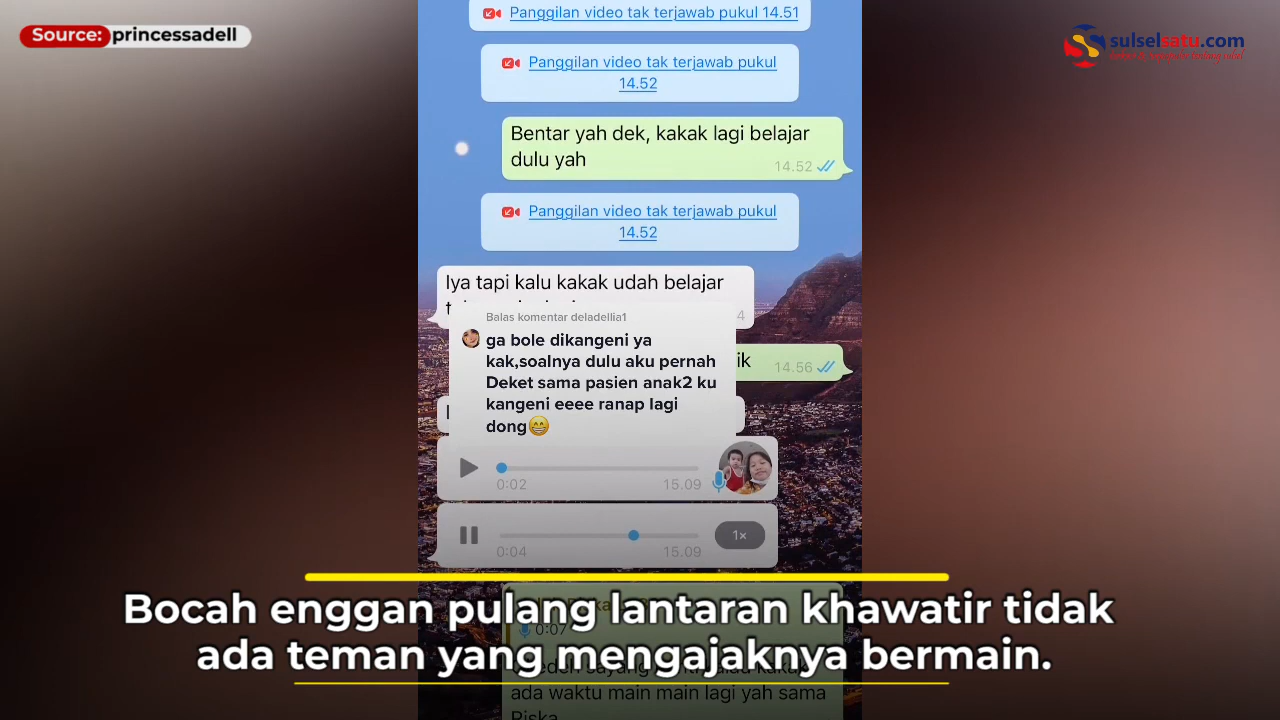 Source: princessadell
sulselsatu.com
Panggilan video tak terjawab pukul 14.51
Panggilan video tak terjawab pukul
14.52
Bentar yah dek, kakak lagi belajar
dulu yah
14.52
Panggilan video tak terjawab pukul
14.52
Iya tapi kalu kakak udah belajar
Balas komentar deladellia1
ga bole dikangeni ya
kak,soalnya dulu aku pernah
Deket sama pasien anak2 ku
kangeni eeee ranap lagi
dong😁
ik
14.56
0:02
15.09
1×
0:04
15.09
0:07
Bocah enggan pulang lantaran khawatir tidak
ada teman yang mengajaknya bermain.
ada waktu main main lagi yah sama
Riska